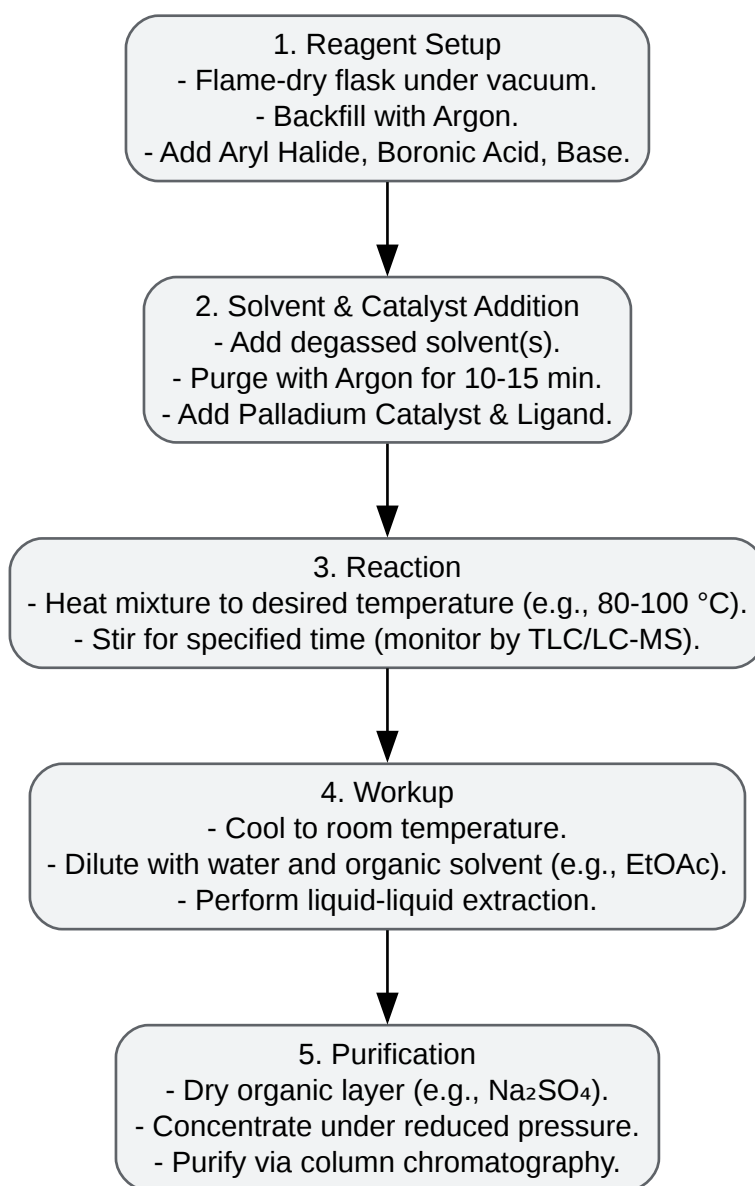 1. Reagent Setup
- Flame-dry flask under vacuum.
- Backfill with Argon.
- Add Aryl Halide, Boronic Acid, Base.
2. Solvent & Catalyst Addition
- Add degassed solvent(s).
- Purge with Argon for 10-15 min.
- Add Palladium Catalyst & Ligand.
3. Reaction
- Heat mixture to desired temperature (e.g., 80-100 °C).
- Stir for specified time (monitor by TLC/LC-MS).
4. Workup
- Cool to room temperature.
- Dilute with water and organic solvent (e.g., EtOAc).
- Perform liquid-liquid extraction.
5. Purification
- Dry organic layer (e.g., Na₂SO₄).
- Concentrate under reduced pressure.
- Purify via column chromatography.